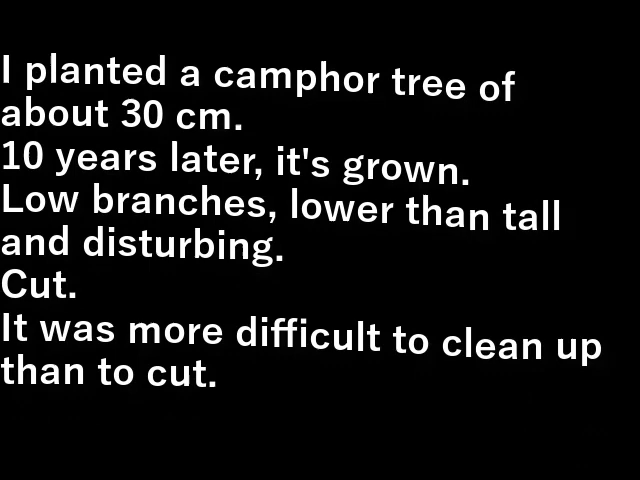 I planted a camphor tree of
about 30 cm.
10 years later, it's grown.
Low branches, lower than tall
and disturbing.
Cut.
It was more difficult to clean up
than to cut.